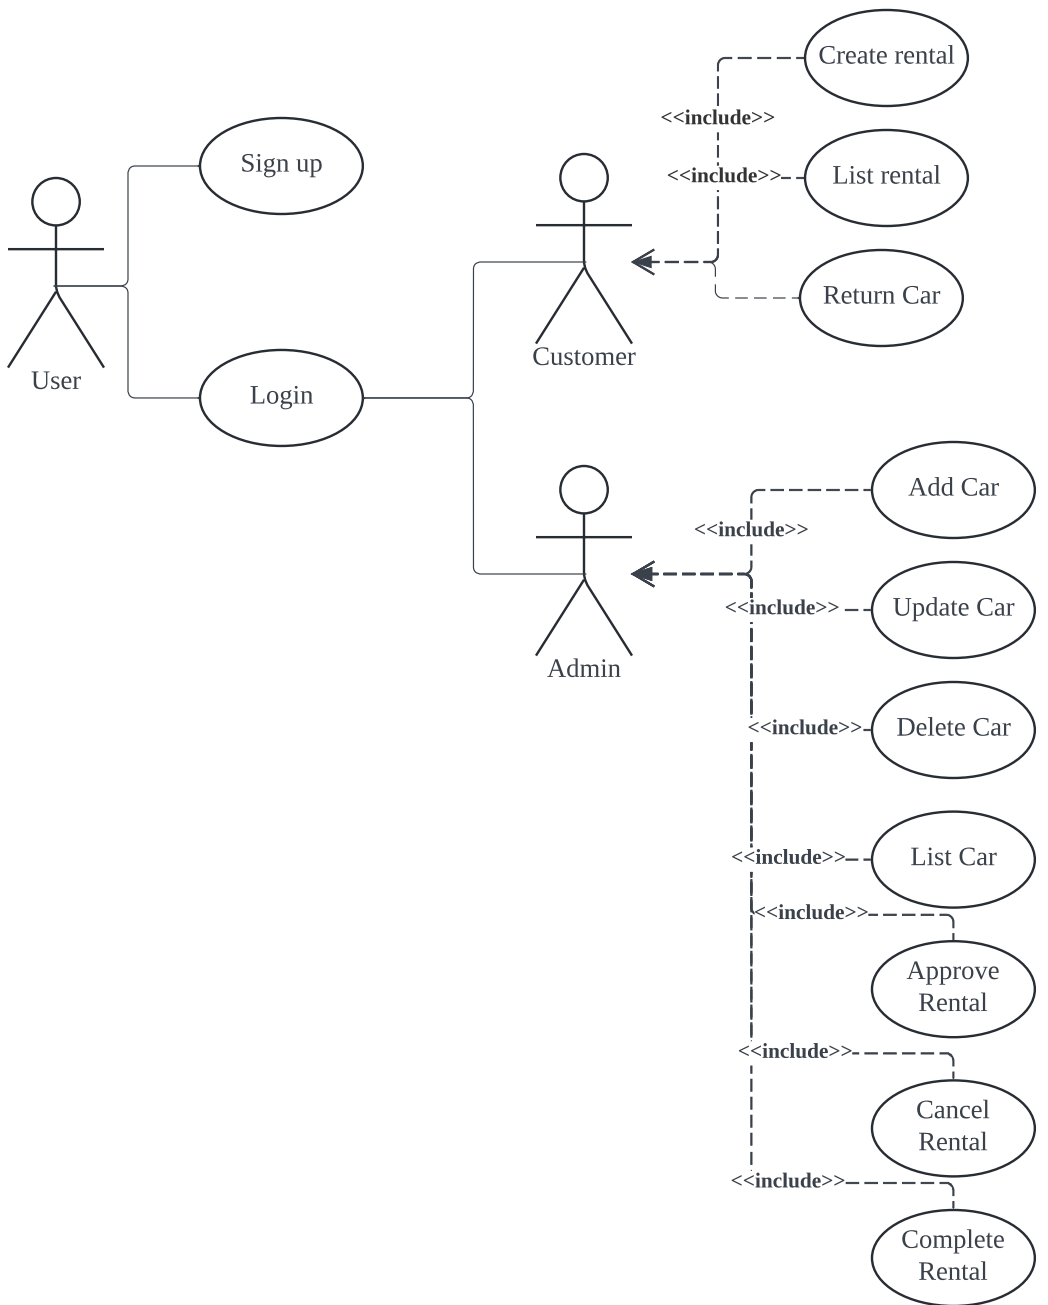 Create rental
<<include>>
Sign up
<<include>>
List rental
Return Car
Customer
User
Login
Add Car
<<include>>
<<include>>
Update Car
Admin
<<include>>
Delete Car
<<include>>
List Car
<<include>>
Approve
Rental
<<include>>
Cancel
Rental
<<include>>
Complete
Rental